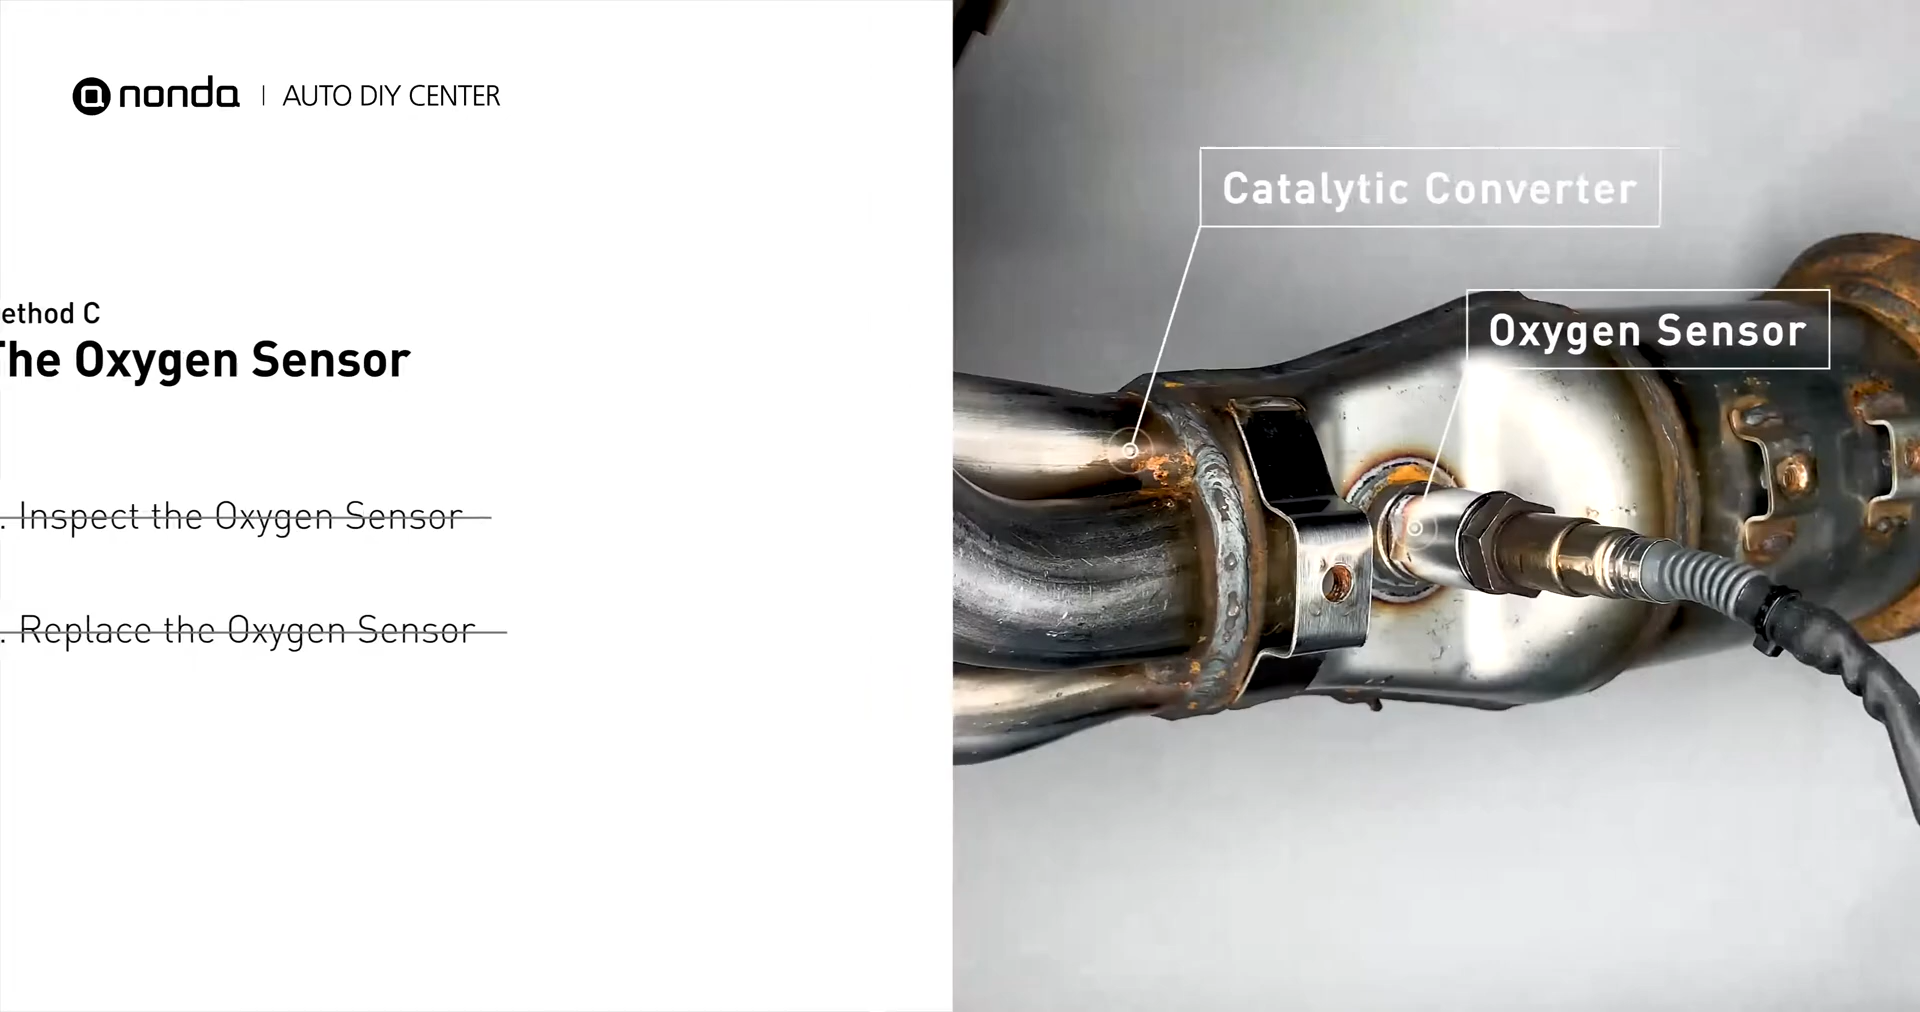 nonda | AUTO DIY CENTER
ethod C
The Oxygen Sensor
. Inspect the Oxygen Sensor
. Replace the Oxygen Sensor
Catalytic Converter
Oxygen Sensor